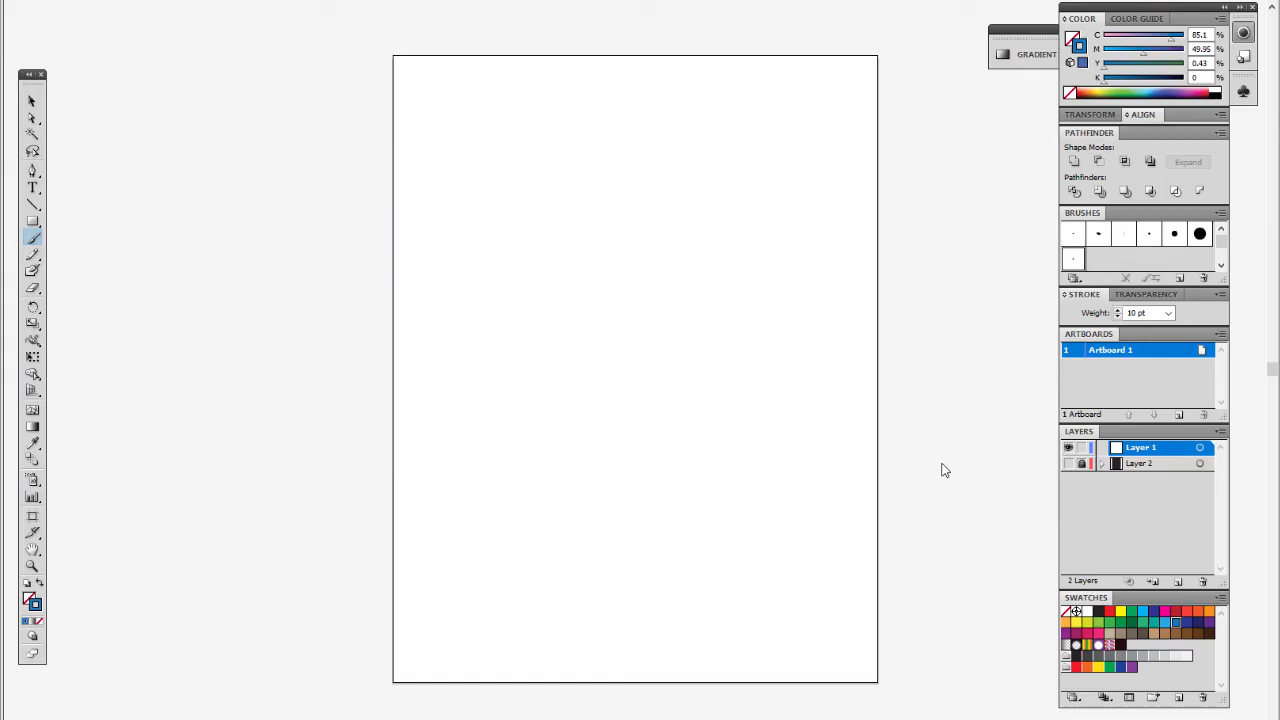 COLOR COLOR GUIDE
C 85.1 %
M 49.95 %
Y 0.43 %
K 0 %
GRADIENT
TRANSFORM ALIGN
PATHFINDER
Shape Modes:
Expand
Pathfinders:
BRUSHES
STROKE TRANSPARENCY
Weight: 10 pt
ARTBOARDS
1 Artboard 1
1 Artboard
LAYERS
Layer 1
Layer 2
2 Layers
SWATCHES